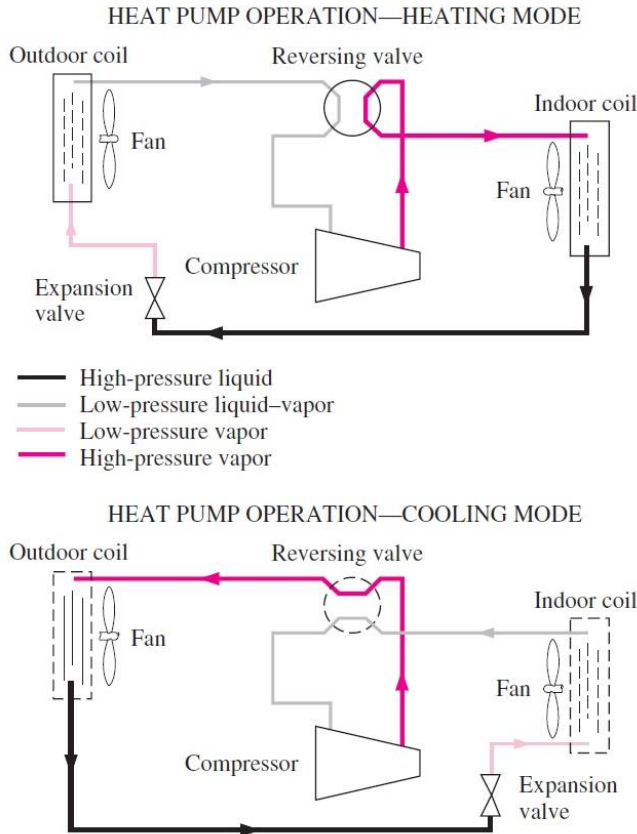 HEAT PUMP OPERATION—HEATING MODE
Outdoor coil
Reversing valve
Indoor coil
Fan
Fan
Compressor
Expansion
valve
High-pressure liquid
Low-pressure liquid–vapor
Low-pressure vapor
High-pressure vapor
HEAT PUMP OPERATION—COOLING MODE
Outdoor coil
Reversing valve
Indoor coil
Fan
Fan
Compressor
Expansion
valve